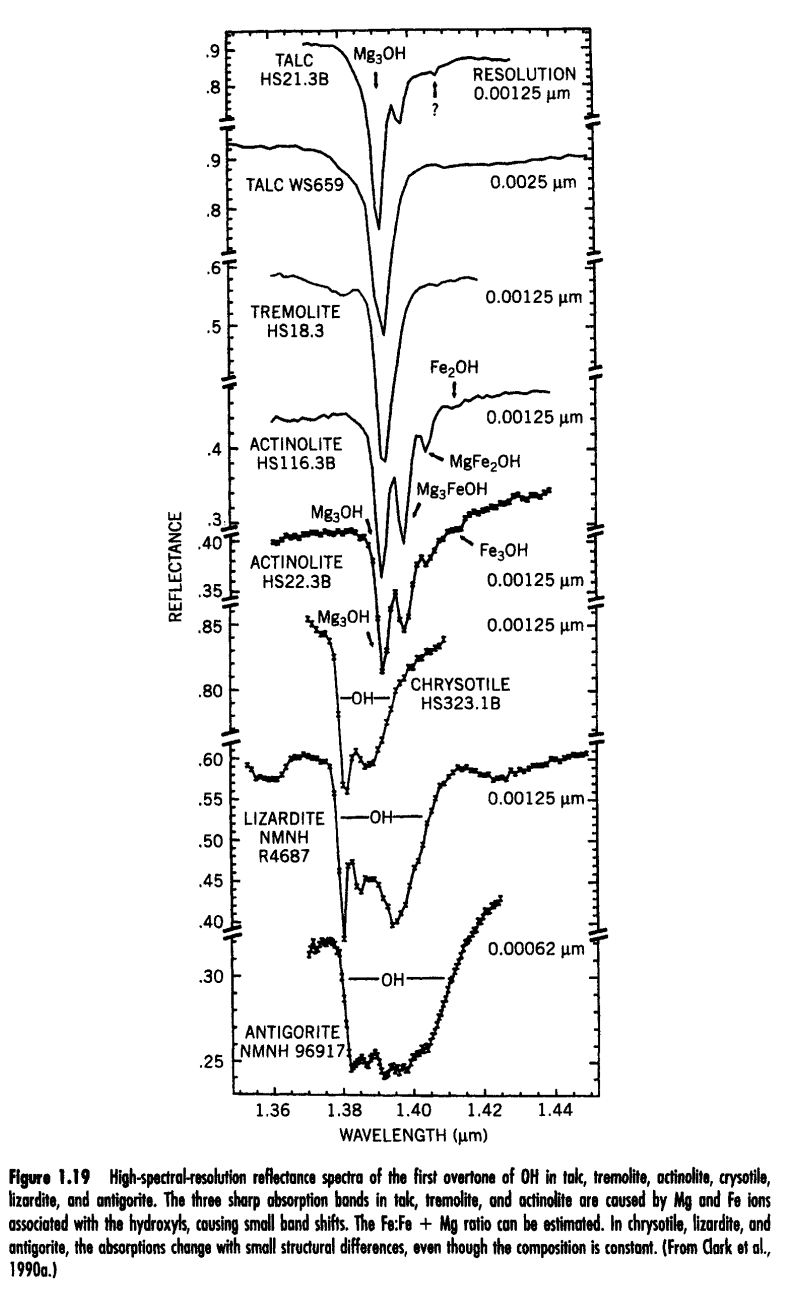 .9
TALC
HS21.3B
Mg3OH
RESOLUTION
0.00125 μm
.8
?
.9
TALC WS659
0.0025 μm
.8
.6
TREMOLITE
HS18.3
0.00125 μm
.5
Fe2OH
ACTINOLITE
HS116.3B
0.00125 μm
.4
MgFe2OH
Mg3FeOH
.3
Mg3OH
.40
ACTINOLITE
HS22.3B
Fe3OH
0.00125 μm
.35
Mg3OH
0.00125 μm
.85
.80
OH
CHRYSOTILE
HS323.1B
.60
0.00125 μm
.55
LIZARDITE
NMNH
R4687
OH
.50
.45
.40
0.00062 μm
.30
OH
ANTIGORITE
NMNH 96917
.25
REFLECTANCE
1.36 1.38 1.40 1.42 1.44
WAVELENGTH (μm)
Figure 1.19 High-spectral-resolution reflectance spectra of the first overtone of OH in talc, tremolite, actinolite, crysotile,
lizardite, and antigorite. The three sharp absorption bands in talc, tremolite, and actinolite are caused by Mg and Fe ions
associated with the hydroxyls, causing small band shifts. The Fe:Fe + Mg ratio can be estimated. In chrysotile, lizardite, and
antigorite, the absorptions change with small structural differences, even though the composition is constant. (From Clark et al.,
1990a.)